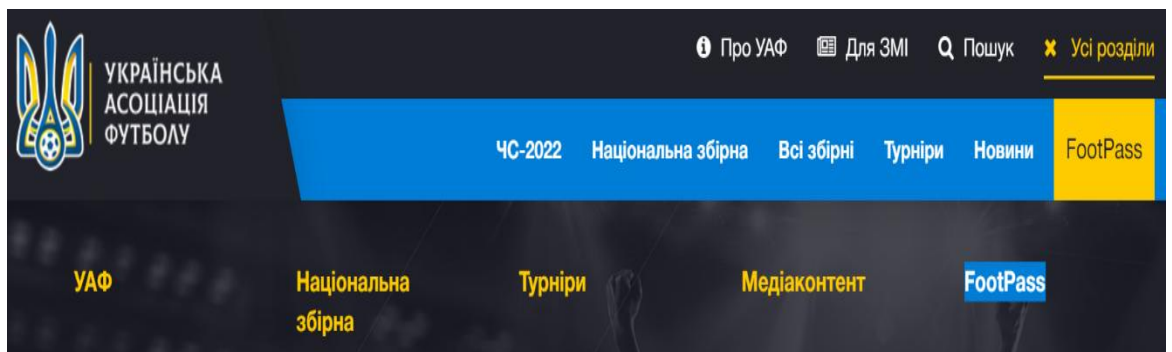 УКРАЇНСЬКА
АСОЦІАЦІЯ
ФУТБОЛУ
Про УАФ Для ЗМІ Пошук Усі розділи
ЧС-2022 Національна збірна Всі збірні Турніри Новини FootPass
УАФ Національна збірна Турніри Медіаконтент FootPass